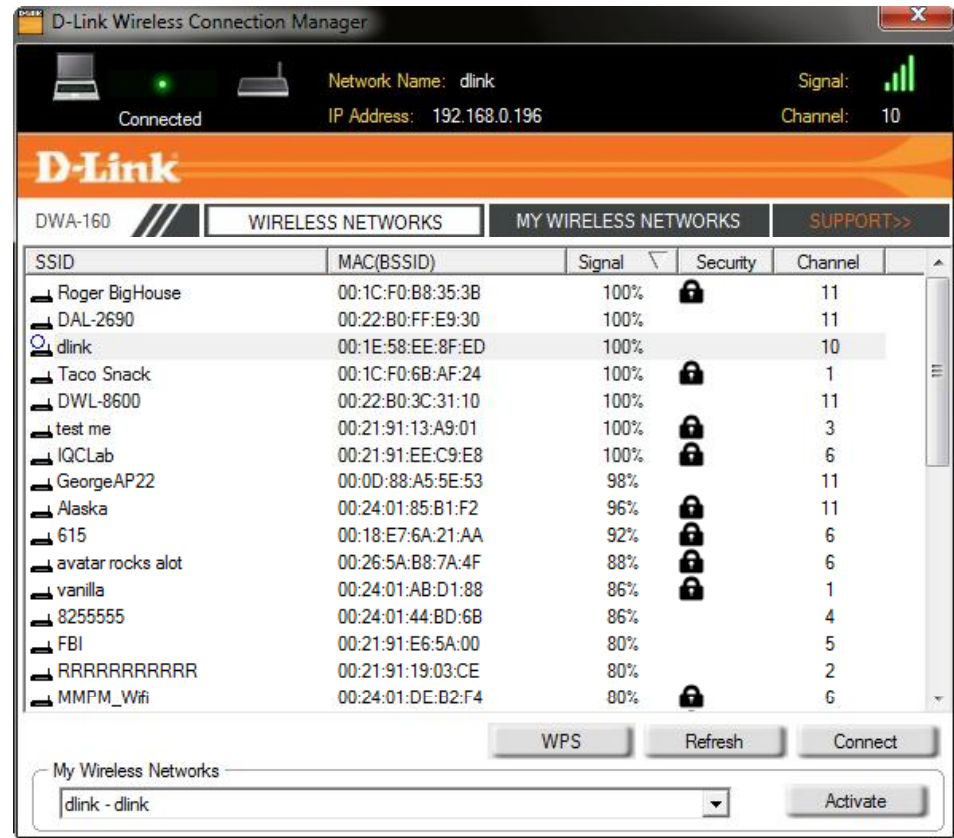 D-Link Wireless Connection Manager
Network Name: dlink Signal:
Connected IP Address: 192.168.0.196 Channel: 10
D-Link
DWA-160 WIRELESS NETWORKS MY WIRELESS NETWORKS SUPPORT>>
SSID MAC(BSSID) Signal Security Channel
Roger BigHouse 00:1C:F0:B8:35:3B 100% 11
DAL-2690 00:22:B0:FF:E9:30 100% 11
dlink 00:1E:58:EE:8F:ED 100% 10
Taco Snack 00:1C:F0:6B:AF:24 100% 1
DWL-8600 00:22:B0:3C:31:10 100% 11
test me 00:21:91:13:A9:01 100% 3
IQCLab 00:21:91:EE:C9:E8 100% 6
GeorgeAP22 00:0D:88:A5:5E:53 98% 11
Alaska 00:24:01:85:B1:F2 96% 11
615 00:18:E7:6A:21:AA 92% 6
avatar rocks alot 00:26:5A:B8:7A:4F 88% 6
vanilla 00:24:01:AB:D1:88 86% 1
8255555 00:24:01:44:BD:6B 86% 4
FBI 00:21:91:E6:5A:00 80% 5
RRRRRRRRRRR 00:21:91:19:03:CE 80% 2
MMPM_Wifi 00:24:01:DE:B2:F4 80% 6
WPS Refresh Connect
My Wireless Networks
dlink - dlink Activate